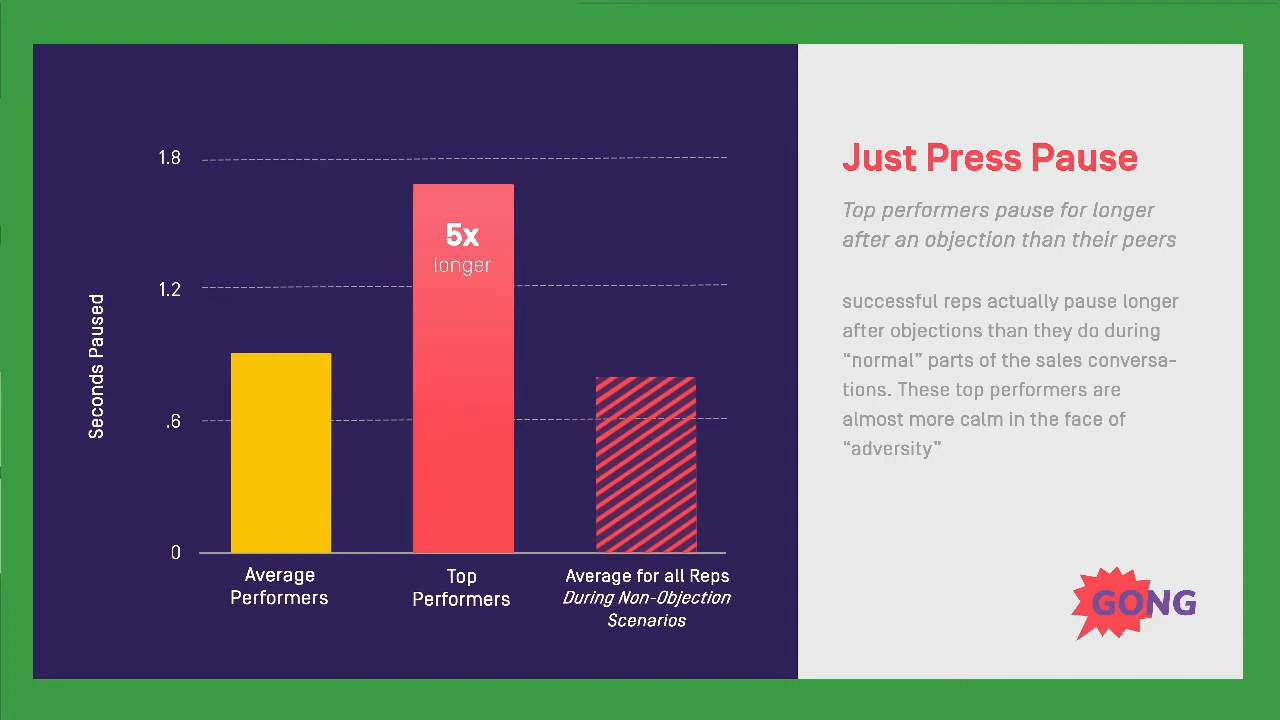 Just Press Pause
Top performers pause for longer
after an objection than their peers
successful reps actually pause longer
after objections than they do during
“normal” parts of the sales conversa-
tions. These top performers are
almost more calm in the face of
“adversity”
GONG
Seconds Paused
1.8
1.2
.6
0
5x
longer
Average
Performers
Top
Performers
Average for all Reps
During Non-Objection
Scenarios